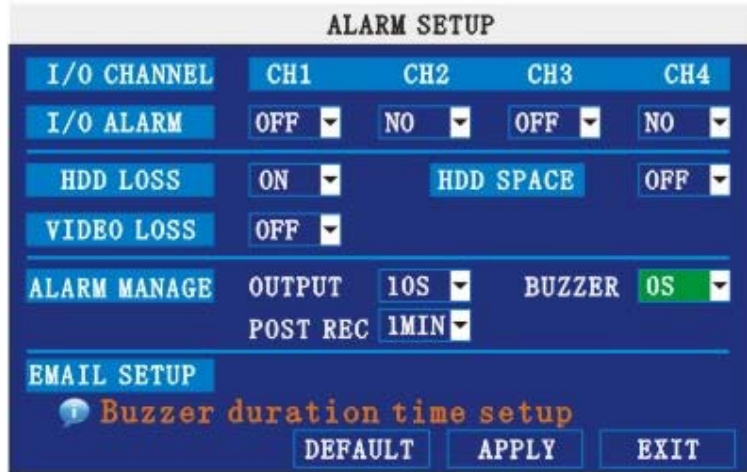 ALARM SETUP
I/O CHANNEL CH1 CH2 CH3 CH4
I/O ALARM OFF NO OFF NO
HDD LOSS ON HDD SPACE OFF
VIDEO LOSS OFF
ALARM MANAGE OUTPUT 10S BUZZER 0S
POST REC 1MIN
EMAIL SETUP
Buzzer duration time setup
DEFAULT APPLY EXIT